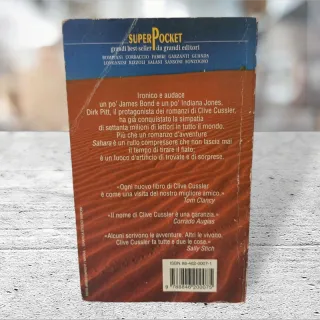 SUPERPOCKET
grandi best-seller da grandi editori
BOMPIANI CORBACCIO FABBRI GARZANTI GUANDA
LONGANESI RIZZOLI SALANI SANSONI SONZOGNO
Ironico e audace
un po' James Bond e un po' Indiana Jones,
Dirk Pitt, il protagonista dei romanzi di Clive Cussler,
ha già conquistato la simpatia
di settanta milioni di lettori in tutto il mondo.
Più che un romanzo d'avventure
Sahara è un rullo compressore che non lascia mai
il tempo di tirare il fiato;
è un fuoco d'artificio di trovate e di sorprese.
«Ogni nuovo libro di Clive Cussler
è come una visita del nostro migliore amico.»
Tom Clancy
«Il nome di Clive Cussler è una garanzia.»
Corrado Augias
«Alcuni scrivono le avventure. Altri le vivono.
Clive Cussler fa tutte e due le cose.»
Sally Stich